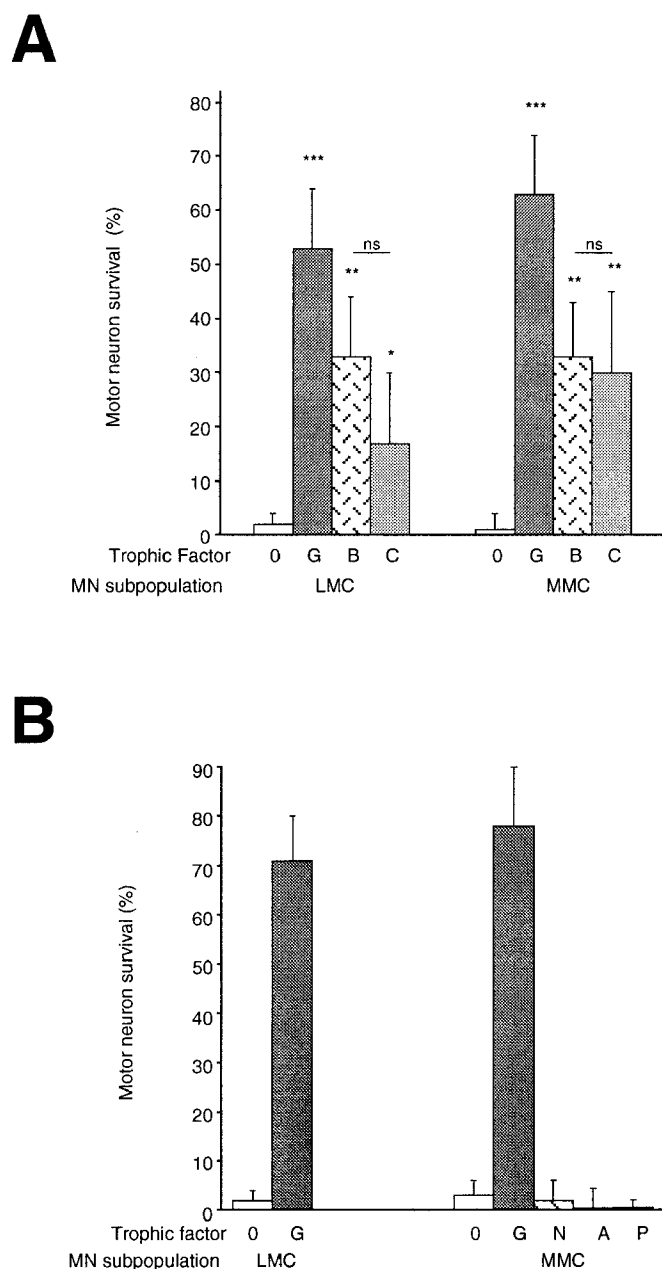 A
80
70
60
50
40
30
20
10
0
Motor neuron survival (%)
***
**
ns
*
***
**
ns
**
Trophic Factor 0 G B C 0 G B C
MN subpopulation LMC MMC
B
90
80
70
60
50
40
30
20
10
0
Motor neuron survival (%)
Trophic factor 0 G 0 G N A P
MN subpopulation LMC MMC